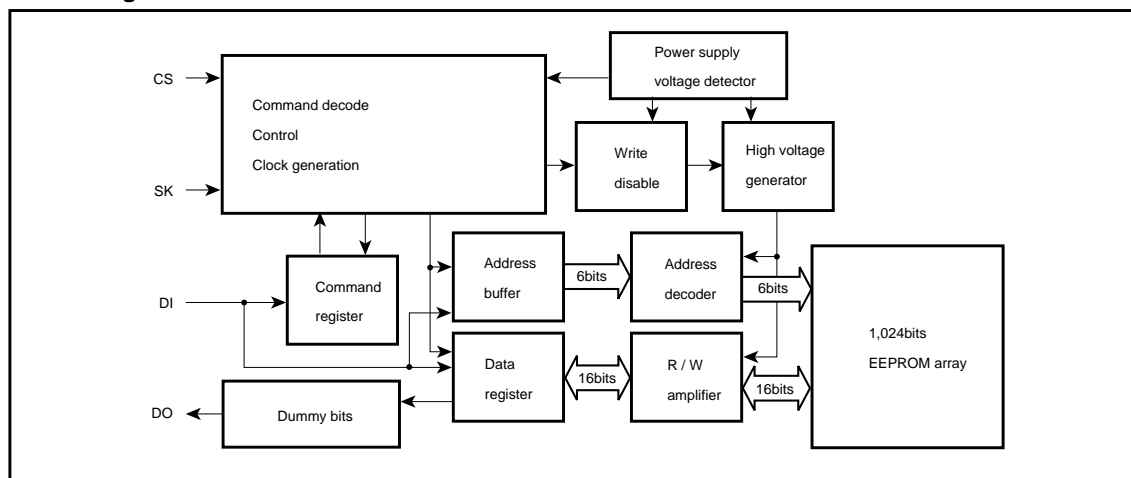 Power supply
voltage detector
CS
Command decode
Control
Clock generation
SK
Write
disable
High voltage
generator
DI
Command
register
Address
buffer
6bits
Address
decoder
6bits
1,024bits
EEPROM array
Data
register
16bits
R / W
amplifier
16bits
DO
Dummy bits